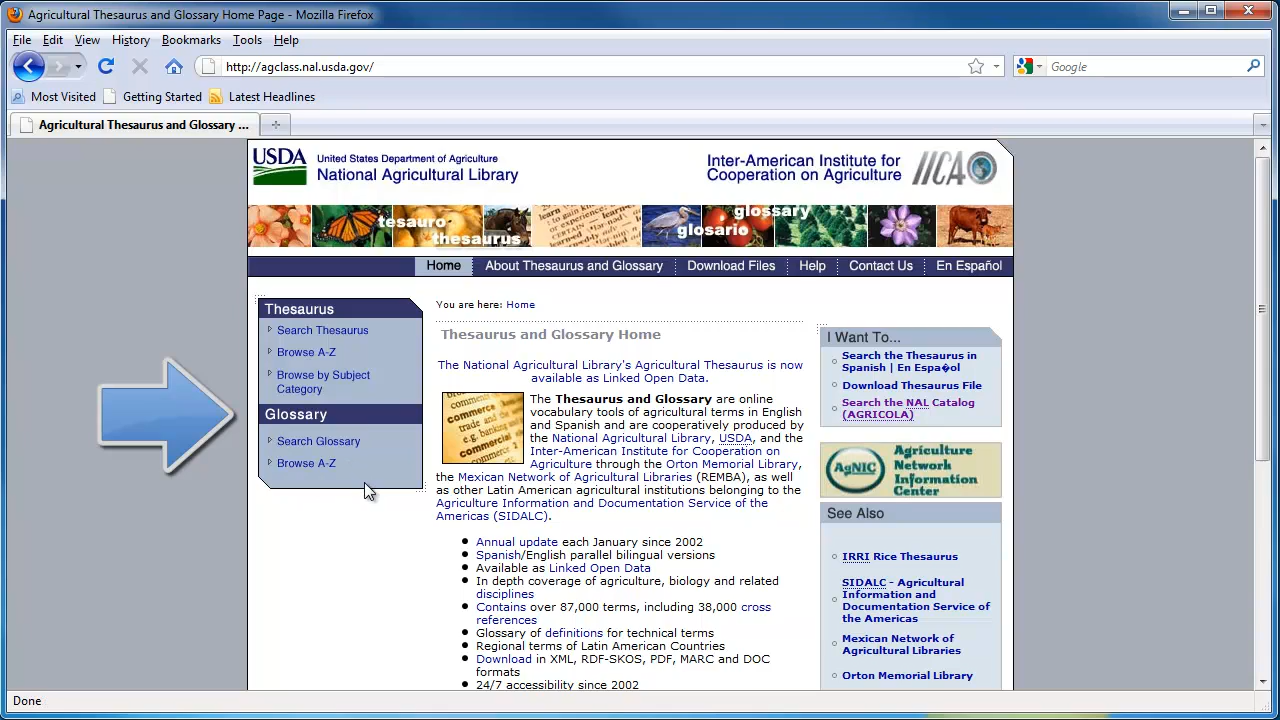 Agricultural Thesaurus and Glossary Home Page - Mozilla Firefox
File Edit View History Bookmarks Tools Help
http://agclass.nal.usda.gov/
Google
Most Visited Getting Started Latest Headlines
Agricultural Thesaurus and Glossary ...
USDA
United States Department of Agriculture
National Agricultural Library
Inter-American Institute for
Cooperation on Agriculture
IICA
tesauro
thesaurus
glosario
glossary
Home About Thesaurus and Glossary Download Files Help Contact Us En Español
Thesaurus
Search Thesaurus
Browse A-Z
Browse by Subject
Category
Glossary
Search Glossary
Browse A-Z
You are here: Home
Thesaurus and Glossary Home
The National Agricultural Library's Agricultural Thesaurus is now
available as Linked Open Data.
The Thesaurus and Glossary are online
vocabulary tools of agricultural terms in English
and Spanish and are cooperatively produced by
the National Agricultural Library, USDA, and the
Inter-American Institute for Cooperation on
Agriculture through the Orton Memorial Library,
the Mexican Network of Agricultural Libraries (REMBA), as well
as other Latin American agricultural institutions belonging to the
Agriculture Information and Documentation Service of the
Americas (SIDALC).
Annual update each January since 2002
Spanish/English parallel bilingual versions
Available as Linked Open Data
In depth coverage of agriculture, biology and related
disciplines
Contains over 87,000 terms, including 38,000 cross
references
Glossary of definitions for technical terms
Regional terms of Latin American Countries
Download in XML, RDF-SKOS, PDF, MARC and DOC
formats
24/7 accessibility since 2002
I Want To...
Search the Thesaurus in
Spanish | En Espa�ol
Download Thesaurus File
Search the NAL Catalog
(AGRICOLA)
AgNIC
Agriculture
Network
Information
Center
See Also
IRRI Rice Thesaurus
SIDALC - Agricultural
Information and
Documentation Service of
the Americas
Mexican Network of
Agricultural Libraries
Orton Memorial Library
Done